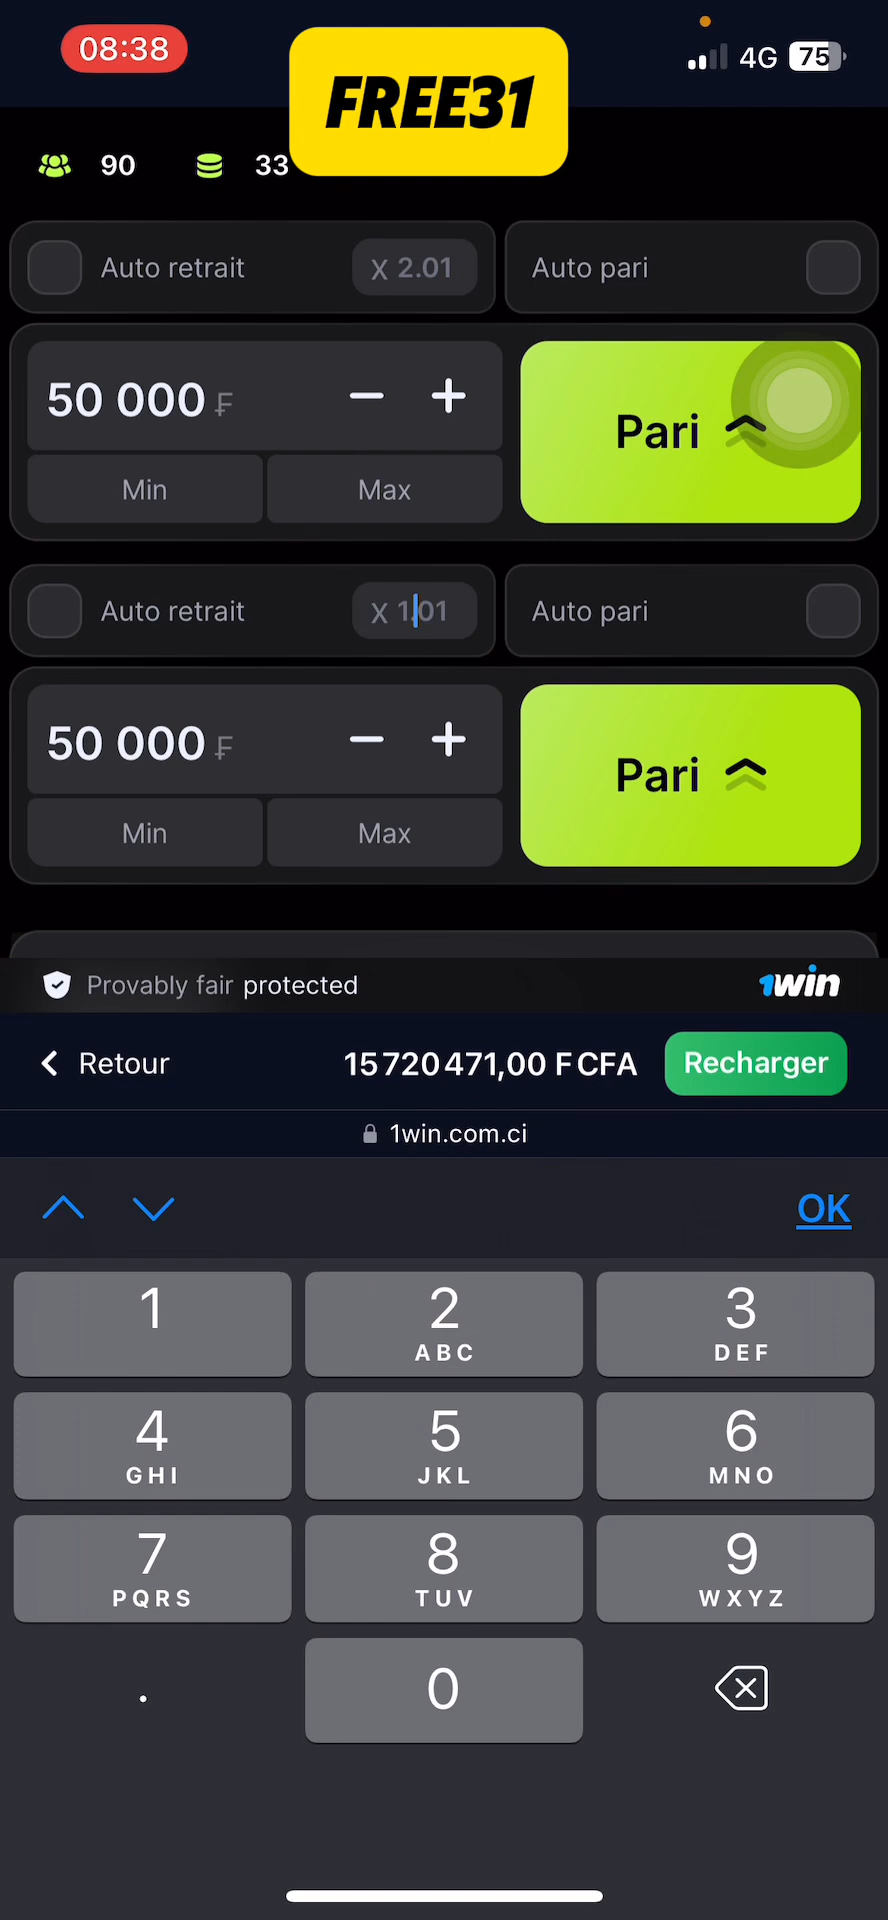 08:38
4G 75
FREE31
90 33
Auto retrait X 2.01 Auto pari
50 000 ₣ − +
Min Max
Pari
Auto retrait X 1.01 Auto pari
50 000 ₣ − +
Min Max
Pari
Provably fair protected 1win
Retour 15 720 471,00 F CFA Recharger
1win.com.ci
OK
1 2 3
ABC DEF
4 5 6
GHI JKL MNO
7 8 9
PQRS TUV WXYZ
. 0